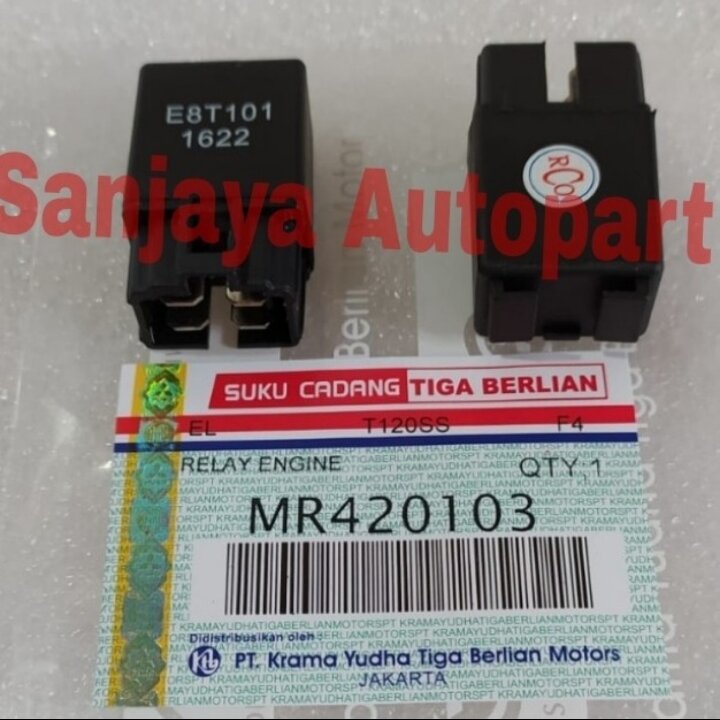 E8T101
1622
RCO
Sanjaya Autopart
SUKU CADANG TIGA BERLIAN
EL T120SS F4
RELAY ENGINE QTY:1
MR420103
Didistribusikan oleh :
PT. Krama Yudha Tiga Berlian Motors
JAKARTA